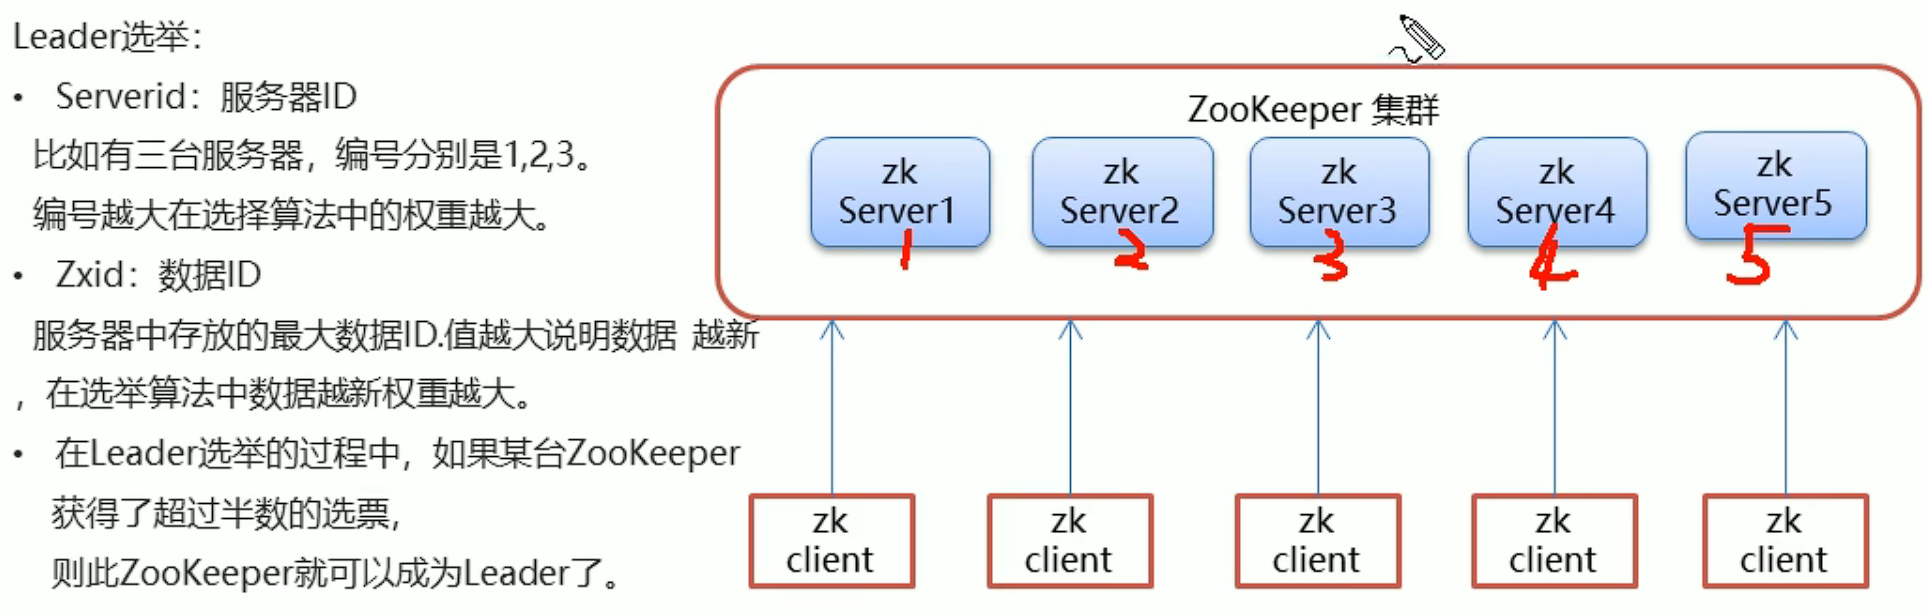 Leader选举：
• Serverid：服务器ID
比如有三台服务器，编号分别是1,2,3。
编号越大在选择算法中的权重越大。
• Zxid：数据ID
服务器中存放的最大数据ID.值越大说明数据 越新
，在选举算法中数据越新权重越大。
• 在Leader选举的过程中，如果某台ZooKeeper
获得了超过半数的选票，
则此ZooKeeper就可以成为Leader了。
ZooKeeper 集群
zk
Server1
zk
Server2
zk
Server3
zk
Server4
zk
Server5
1
2
3
4
5
zk
client
zk
client
zk
client
zk
client
zk
client